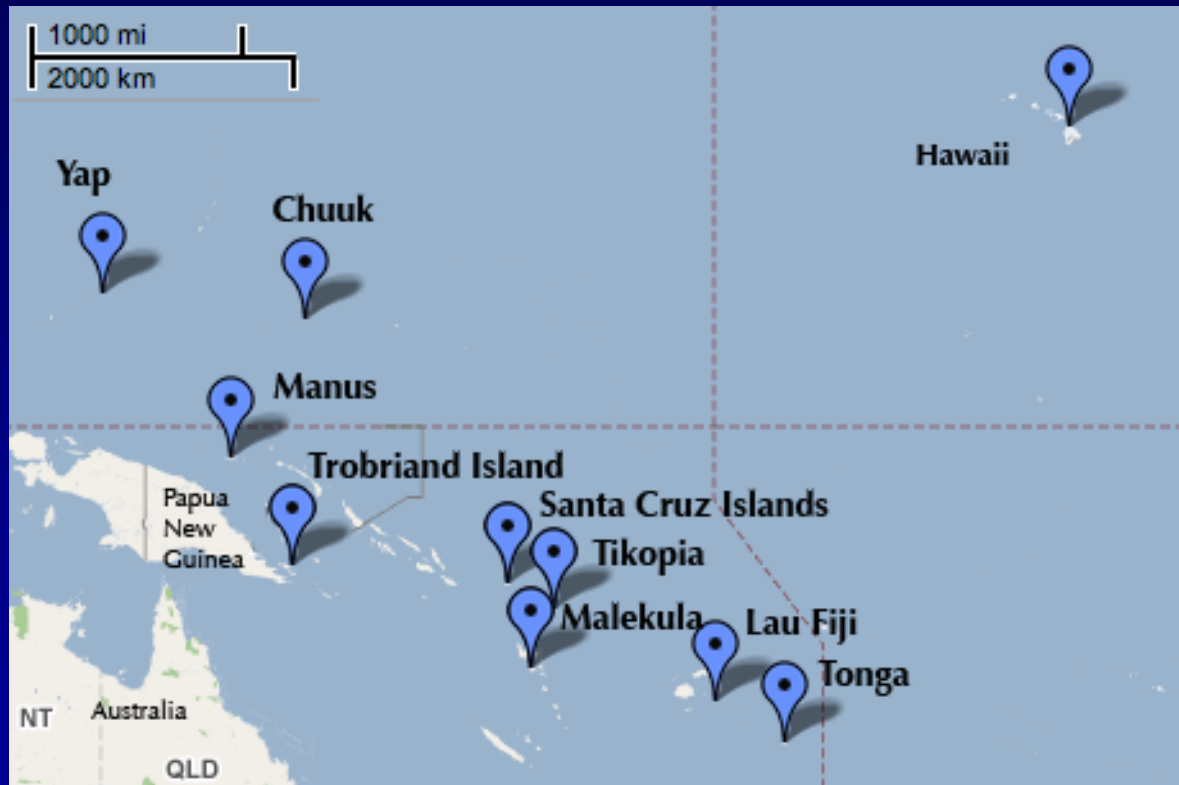 1000 mi
2000 km
Hawaii
Yap
Chuuk
Manus
Trobriand Island
Papua
New
Guinea
Santa Cruz Islands
Tikopia
Malekula
Lau Fiji
Tonga
Australia
NT
QLD